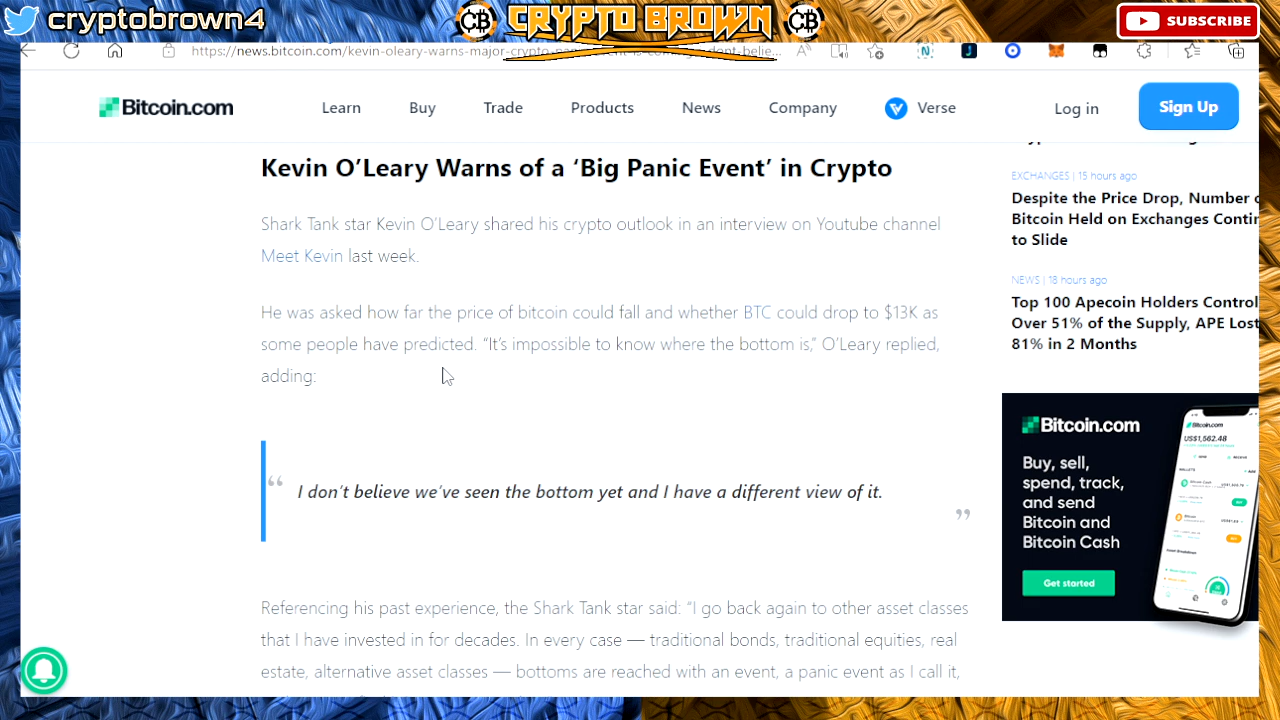 cryptobrown4
CB
CRYPTO BROWN
CB
SUBSCRIBE
https://news.bitcoin.com/kevin-oleary-warns-major-crypto-
Bitcoin.com
Learn
Buy
Trade
Products
News
Company
Verse
Log in
Sign Up
Kevin O’Leary Warns of a ‘Big Panic Event’ in Crypto
Shark Tank star Kevin O’Leary shared his crypto outlook in an interview on Youtube channel
Meet Kevin last week.
He was asked how far the price of bitcoin could fall and whether BTC could drop to $13K as
some people have predicted. “It’s impossible to know where the bottom is,” O’Leary replied,
adding:
“
I don’t believe we’ve seen the bottom yet and I have a different view of it.
”
Referencing his past experience, the Shark Tank star said: “I go back again to other asset classes
that I have invested in for decades. In every case — traditional bonds, traditional equities, real
estate, alternative asset classes — bottoms are reached with an event, a panic event as I call it,
EXCHANGES | 15 hours ago
Despite the Price Drop, Number
Bitcoin Held on Exchanges Conti
to Slide
NEWS | 18 hours ago
Top 100 Apecoin Holders Control
Over 51% of the Supply, APE Lost
81% in 2 Months
Bitcoin.com
Buy, sell,
spend, track,
and send
Bitcoin and
Bitcoin Cash
Get started
US$1,562.48